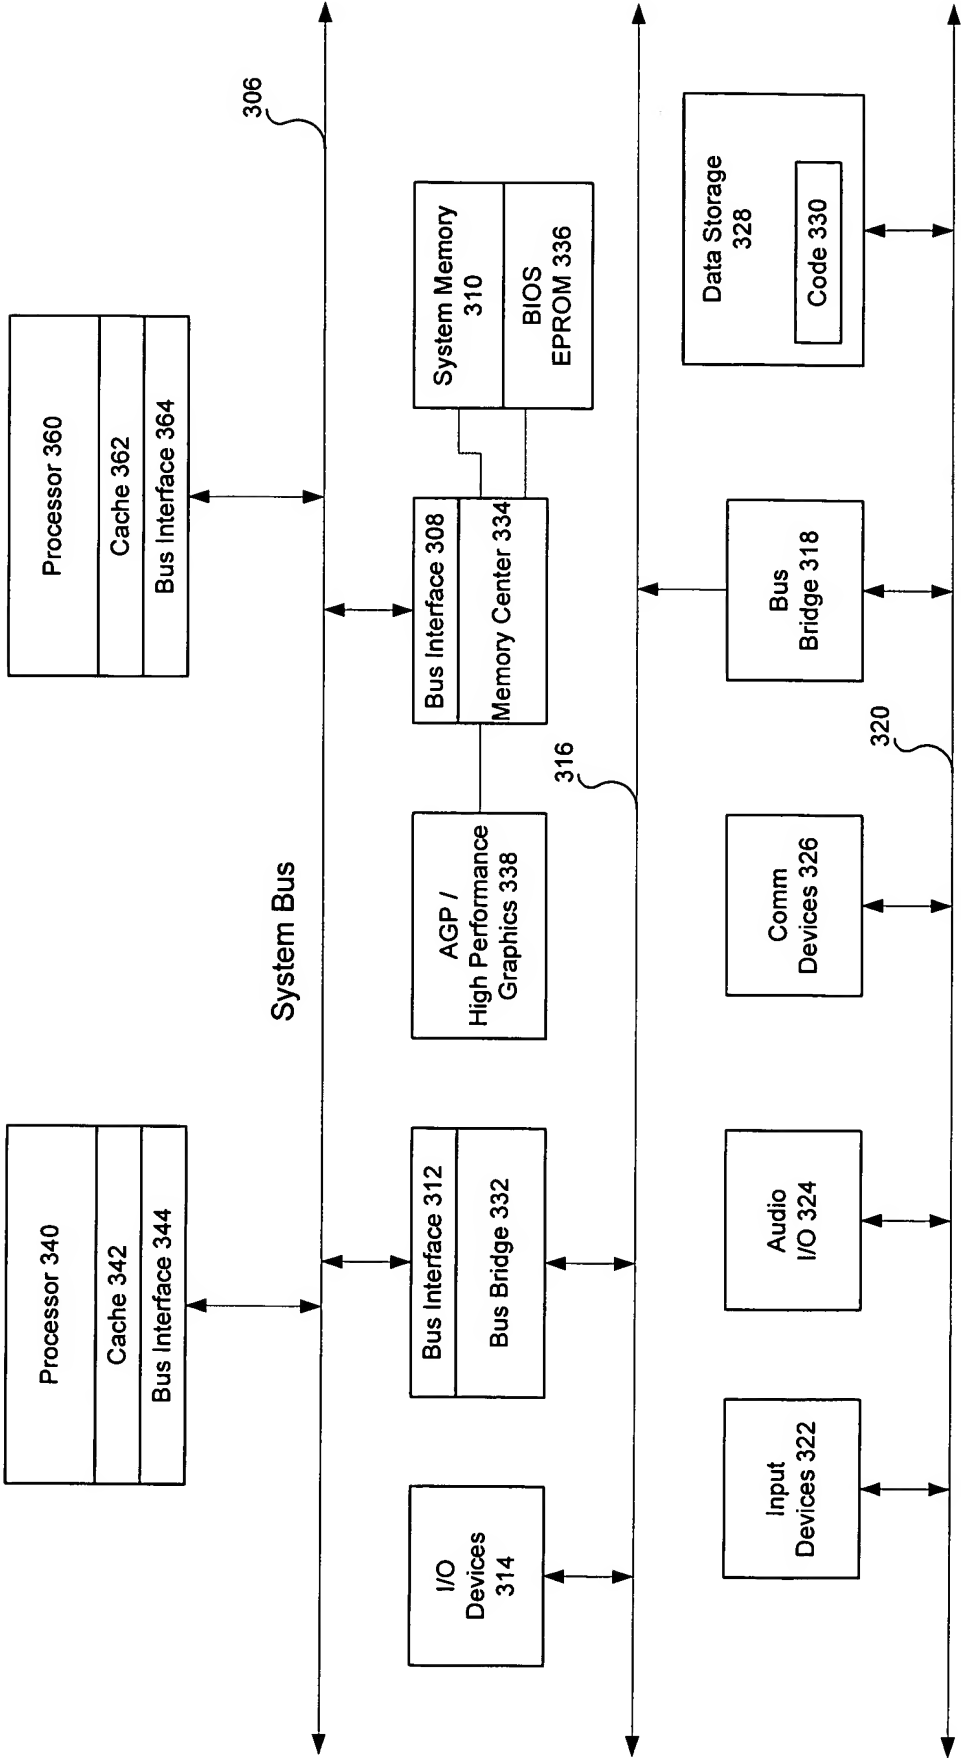 Processor 340
Cache 342
Bus Interface 344
Processor 360
Cache 362
Bus Interface 364
System Bus
306
I/O
Devices
314
Bus Interface 312
Bus Bridge 332
AGP /
High Performance
Graphics 338
Bus Interface 308
Memory Center 334
System Memory
310
BIOS
EPROM 336
316
Input
Devices 322
Audio
I/O 324
Comm
Devices 326
Bus
Bridge 318
Data Storage
328
Code 330
320